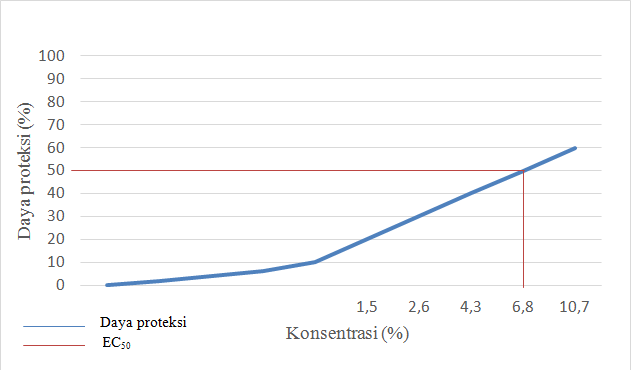 100
90
80
70
60
50
40
30
20
10
0
Daya proteksi (%)
1,5 2,6 4,3 6,8 10,7
Konsentrasi (%)
Daya proteksi
EC₅₀